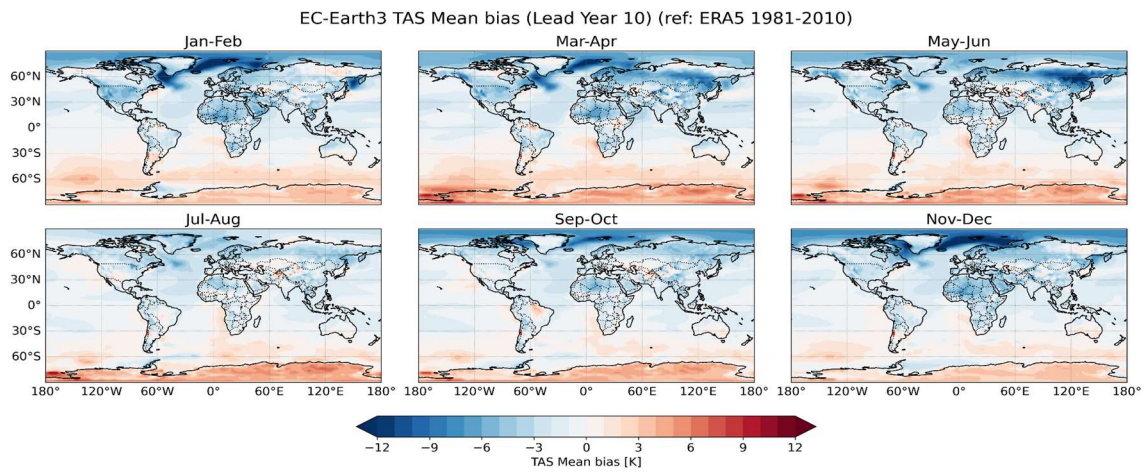 EC-Earth3 TAS Mean bias (Lead Year 10) (ref: ERA5 1981-2010)
Jan-Feb Mar-Apr May-Jun
60°N
30°N
0°
30°S
60°S
Jul-Aug Sep-Oct Nov-Dec
60°N
30°N
0°
30°S
60°S
180° 120°W 60°W 0° 60°E 120°E 180° 120°W 60°W 0° 60°E 120°E 180° 120°W 60°W 0° 60°E 120°E 180°
−12 −9 −6 −3 0 3 6 9 12
TAS Mean bias [K]